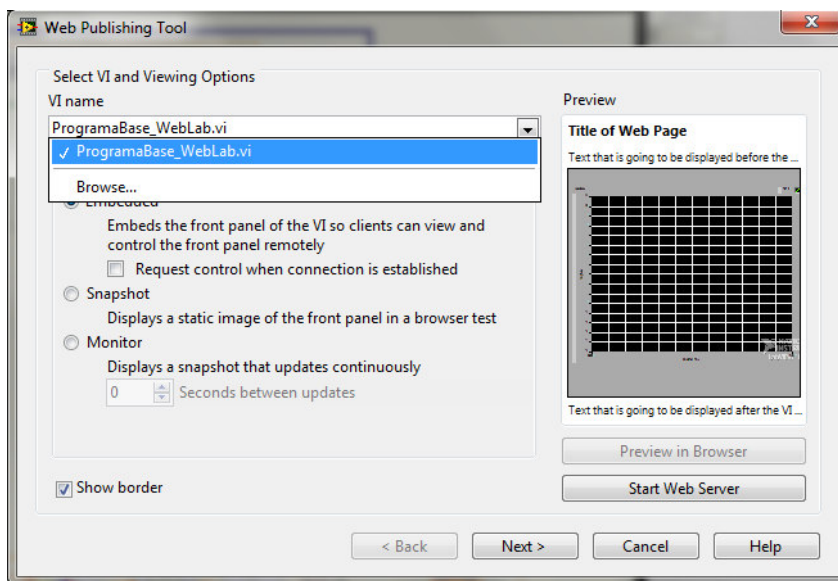 Web Publishing Tool
Select VI and Viewing Options
VI name
ProgramaBase_WebLab.vi
✓ ProgramaBase_WebLab.vi
Browse...
Embedded
Embeds the front panel of the VI so clients can view and
control the front panel remotely
Request control when connection is established
Snapshot
Displays a static image of the front panel in a browser test
Monitor
Displays a snapshot that updates continuously
0 Seconds between updates
Show border
Preview
Title of Web Page
Text that is going to be displayed before the ...
Text that is going to be displayed after the VI ...
Preview in Browser
Start Web Server
< Back
Next >
Cancel
Help